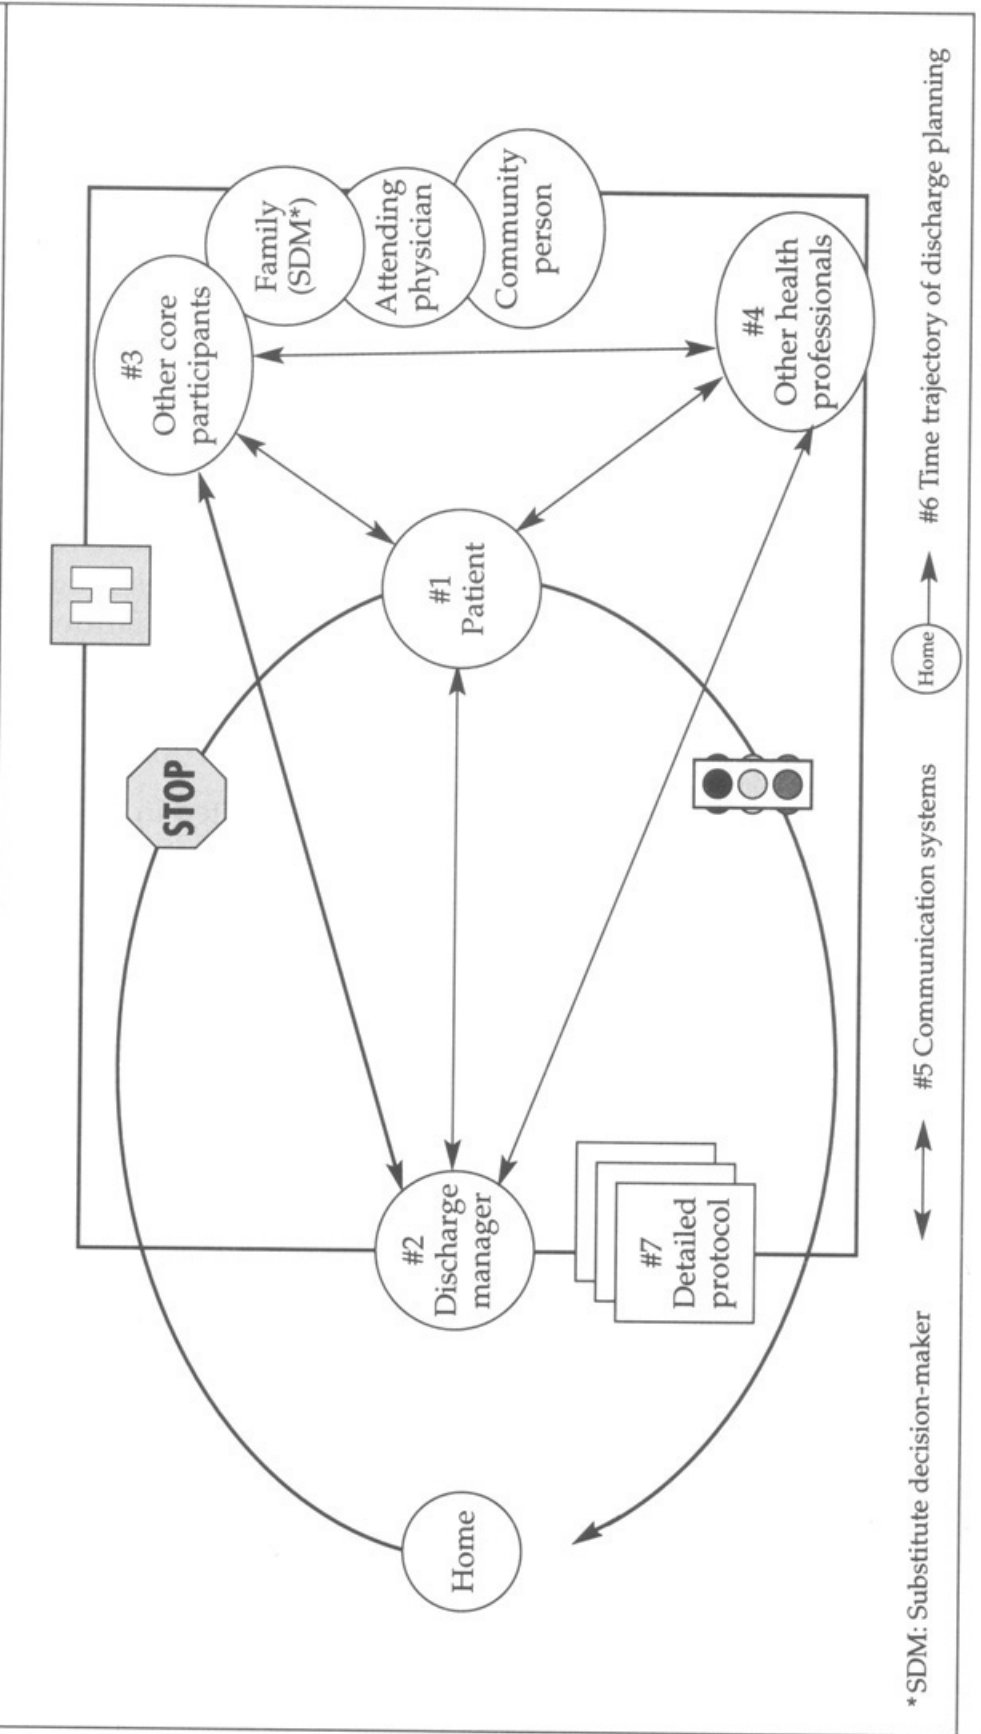 H
STOP
#3
Other core
participants
Family
(SDM*)
Attending
physician
Community
person
#1
Patient
#2
Discharge
manager
Home
#4
Other health
professionals
#7
Detailed
protocol
*SDM: Substitute decision-maker
#5 Communication systems
Home
#6 Time trajectory of discharge planning